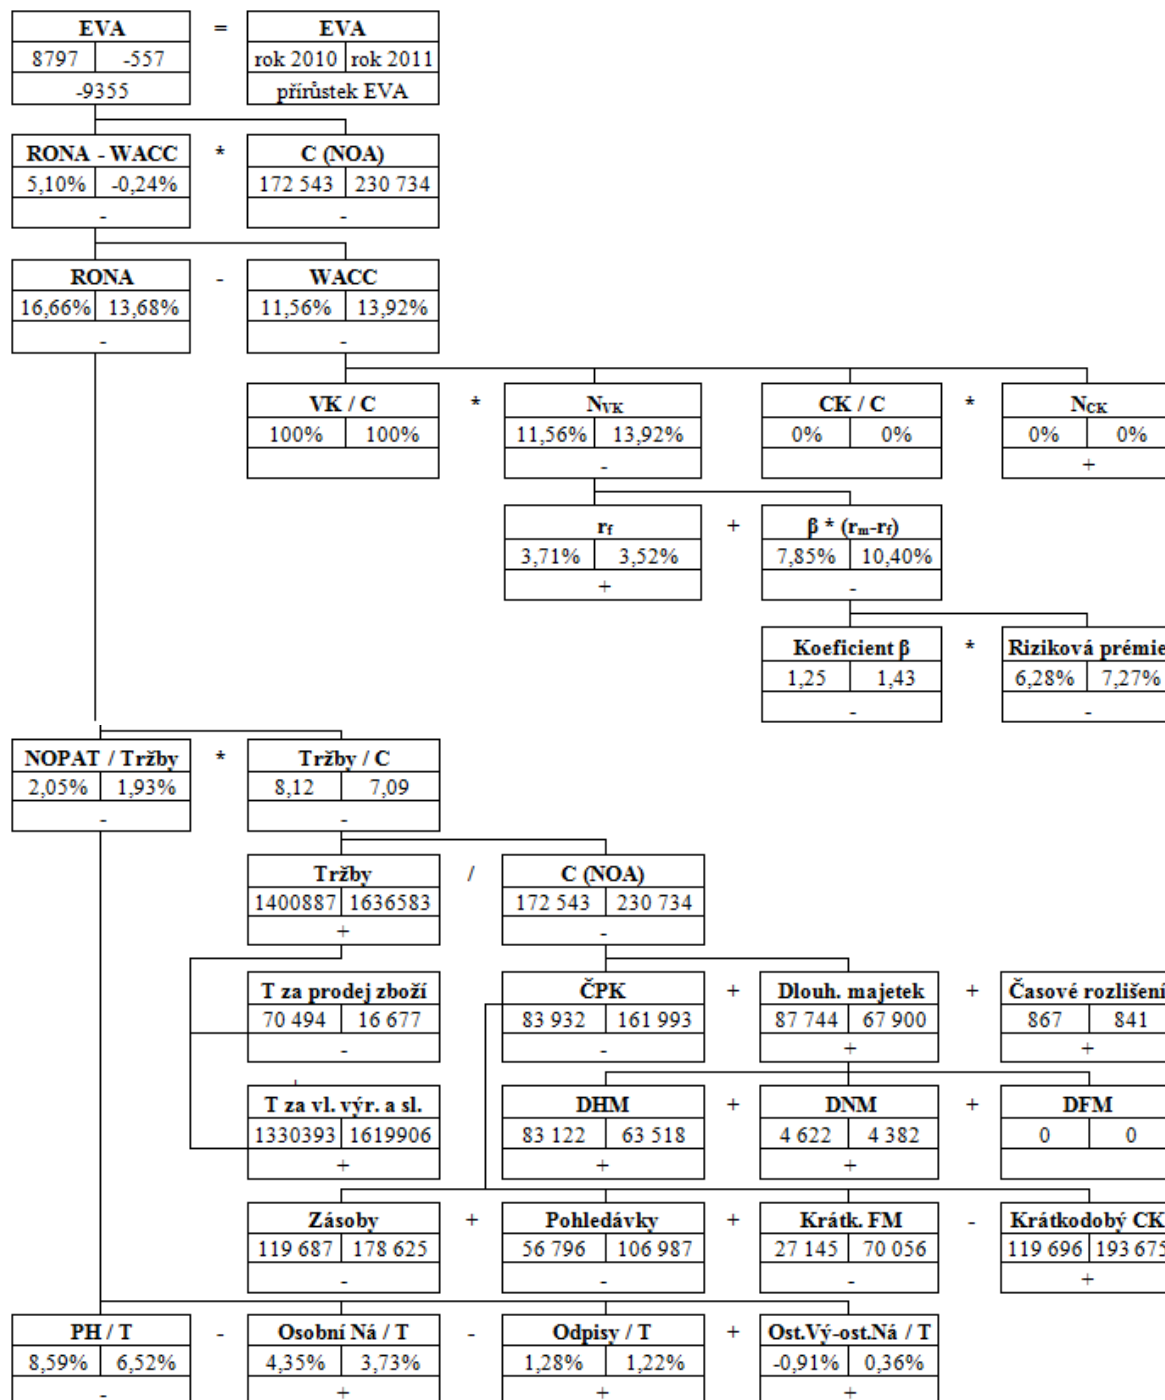 EVA = EVA
8797 -557 rok 2010 rok 2011
-9355 přírůstek EVA
RONA - WACC * C (NOA)
5,10% -0,24% 172 543 230 734
- -
RONA - WACC
16,66% 13,68% 11,56% 13,92%
- -
VK / C * NVK CK / C * NCK
100% 100% 11,56% 13,92% 0% 0% 0% 0%
- +
rf + β * (rm-rf)
3,71% 3,52% 7,85% 10,40%
+ -
Koeficient β * Riziková prémie
1,25 1,43 6,28% 7,27%
- -
NOPAT / Tržby * Tržby / C
2,05% 1,93% 8,12 7,09
- -
Tržby / C (NOA)
1400887 1636583 172 543 230 734
+ -
T za prodej zboží ČPK + Dlouh. majetek + Časové rozlišení
70 494 16 677 83 932 161 993 87 744 67 900 867 841
- - + +
T za vl. výr. a sl. DHM + DNM + DFM
1330393 1619906 83 122 63 518 4 622 4 382 0 0
+ + +
Zásoby + Pohledávky + Krátk. FM - Krátkodobý CK
119 687 178 625 56 796 106 987 27 145 70 056 119 696 193 675
- - - +
PH / T - Osobní Ná / T - Odpisy / T + Ost.Vý-ost.Ná / T
8,59% 6,52% 4,35% 3,73% 1,28% 1,22% -0,91% 0,36%
- + + +